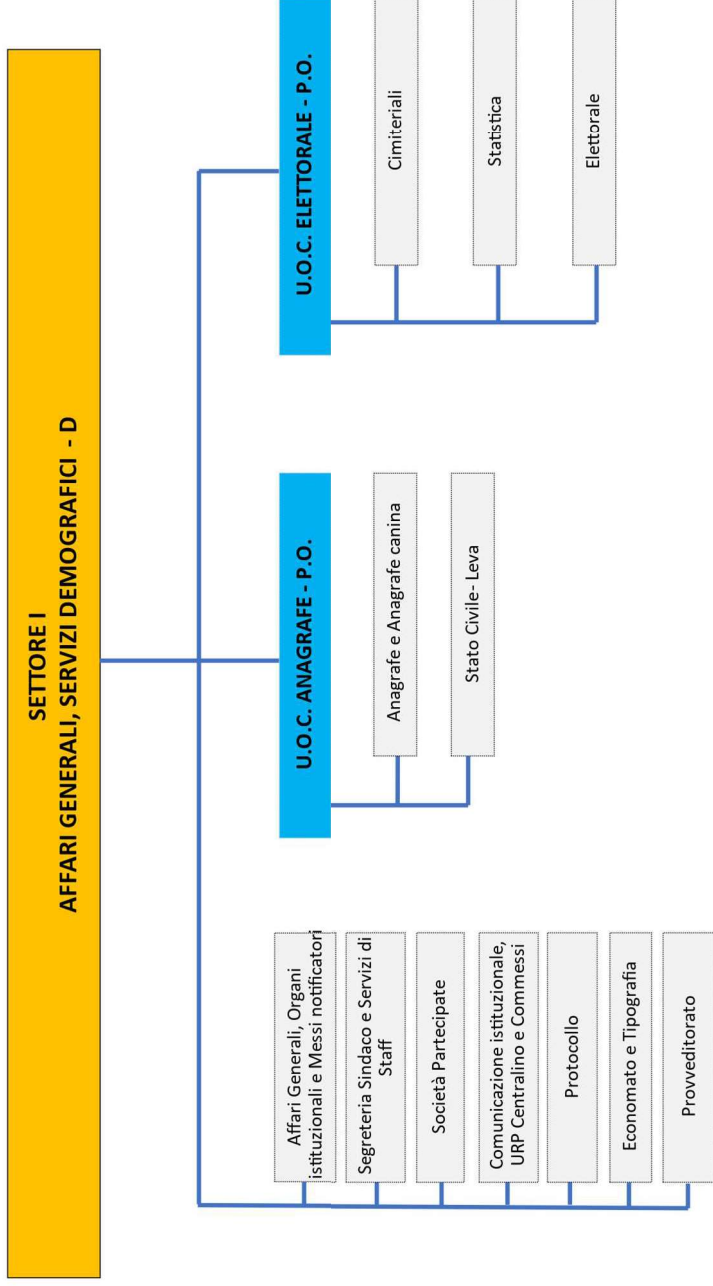 SETTORE I
AFFARI GENERALI, SERVIZI DEMOGRAFICI - D
Affari Generali, Organi
istituzionali e Messi notificatori
Segreteria Sindaco e Servizi di
Staff
Società Partecipate
Comunicazione istituzionale,
URP Centralino e Commessi
Protocollo
Economato e Tipografia
Provveditorato
U.O.C. ANAGRAFE - P.O.
Anagrafe e Anagrafe canina
Stato Civile- Leva
U.O.C. ELETTORALE - P.O.
Cimiteriali
Statistica
Elettorale